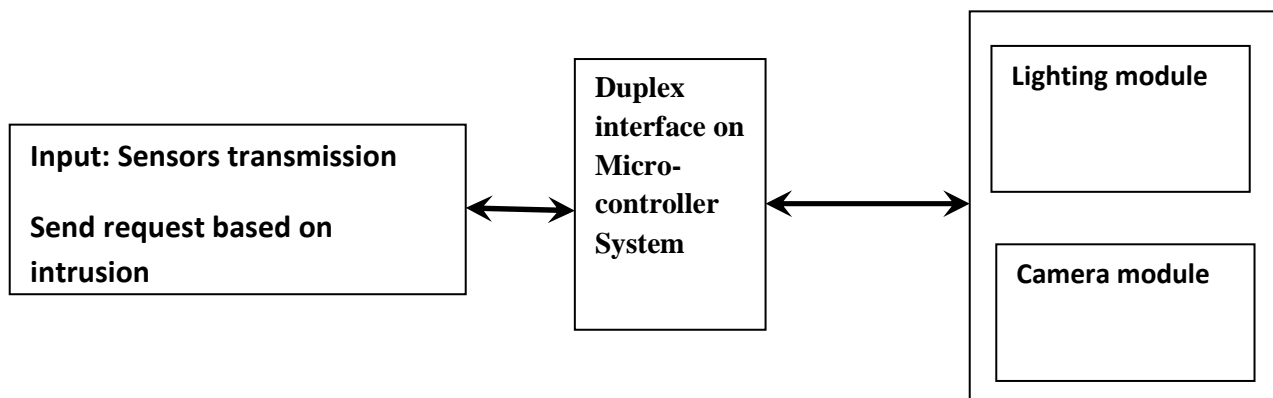 Input: Sensors transmission
Send request based on
intrusion
Duplex
interface on
Micro-
controller
System
Lighting module
Camera module